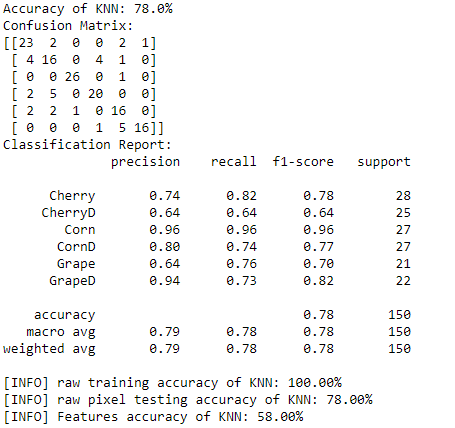 Accuracy of KNN: 78.0%
Confusion Matrix:
[[23  2  0  0  2  1]
 [ 4 16  0  4  1  0]
 [ 0  0 26  0  1  0]
 [ 2  5  0 20  0  0]
 [ 2  2  1  0 16  0]
 [ 0  0  0  1  5 16]]
Classification Report:
              precision    recall  f1-score   support
      Cherry       0.74      0.82      0.78        28
     CherryD       0.64      0.64      0.64        25
        Corn       0.96      0.96      0.96        27
       CornD       0.80      0.74      0.77        27
       Grape       0.64      0.76      0.70        21
      GrapeD       0.94      0.73      0.82        22
    accuracy                           0.78       150
   macro avg       0.79      0.78      0.78       150
weighted avg       0.79      0.78      0.78       150
[INFO] raw training accuracy of KNN: 100.00%
[INFO] raw pixel testing accuracy of KNN: 78.00%
[INFO] Features accuracy of KNN: 58.00%